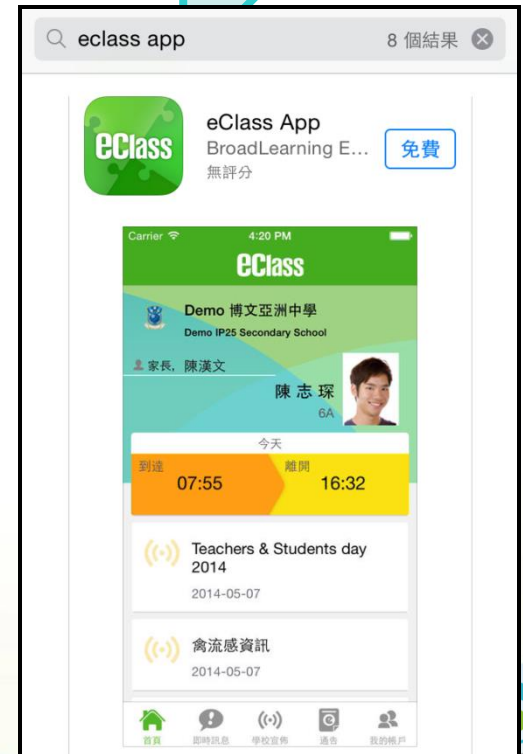 eclass app
8 個結果
eClass
eClass App
BroadLearning E...
無評分
免費
Carrier
4:20 PM
eClass
Demo 博文亞洲中學
Demo IP25 Secondary School
家長, 陳漢文
陳志琛
6A
今天
到達
07:55
離開
16:32
Teachers & Students day
2014
2014-05-07
禽流感資訊
2014-05-07
首頁
即時訊息
學校宣佈
通告
我的帳戶